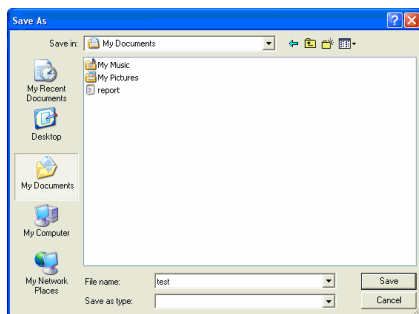 Save As
Save in: My Documents
My Recent
Documents
Desktop
My Documents
My Computer
My Network
Places
My Music
My Pictures
report
File name: test Save
Save as type: Cancel